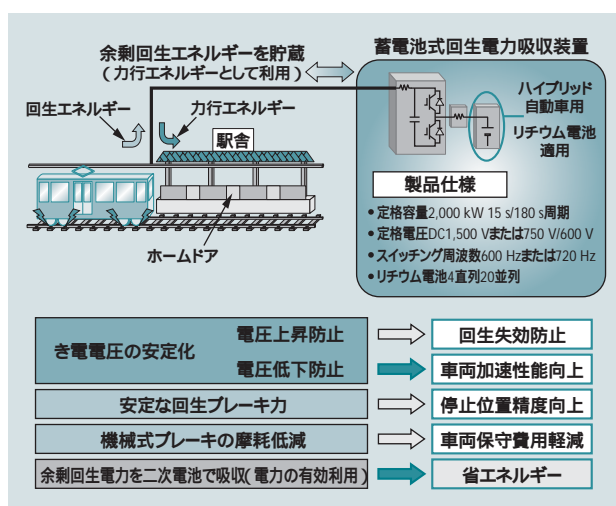 余剰回生エネルギーを貯蔵
(力行エネルギーとして利用)
回生エネルギー
力行エネルギー
駅舎
ホームドア
蓄電池式回生電力吸収装置
ハイブリッド
自動車用
リチウム電池
適用
製品仕様
•定格容量2,000 kW 15 s/180 s周期
•定格電圧DC1,500 Vまたは750 V/600 V
•スイッチング周波数600 Hzまたは720 Hz
•リチウム電池4直列20並列
き電電圧の安定化
電圧上昇防止
回生失効防止
電圧低下防止
車両加速性能向上
安定な回生ブレーキ力
停止位置精度向上
機械式ブレーキの摩耗低減
車両保守費用軽減
余剰回生電力を二次電池で吸収(電力の有効利用)
省エネルギー